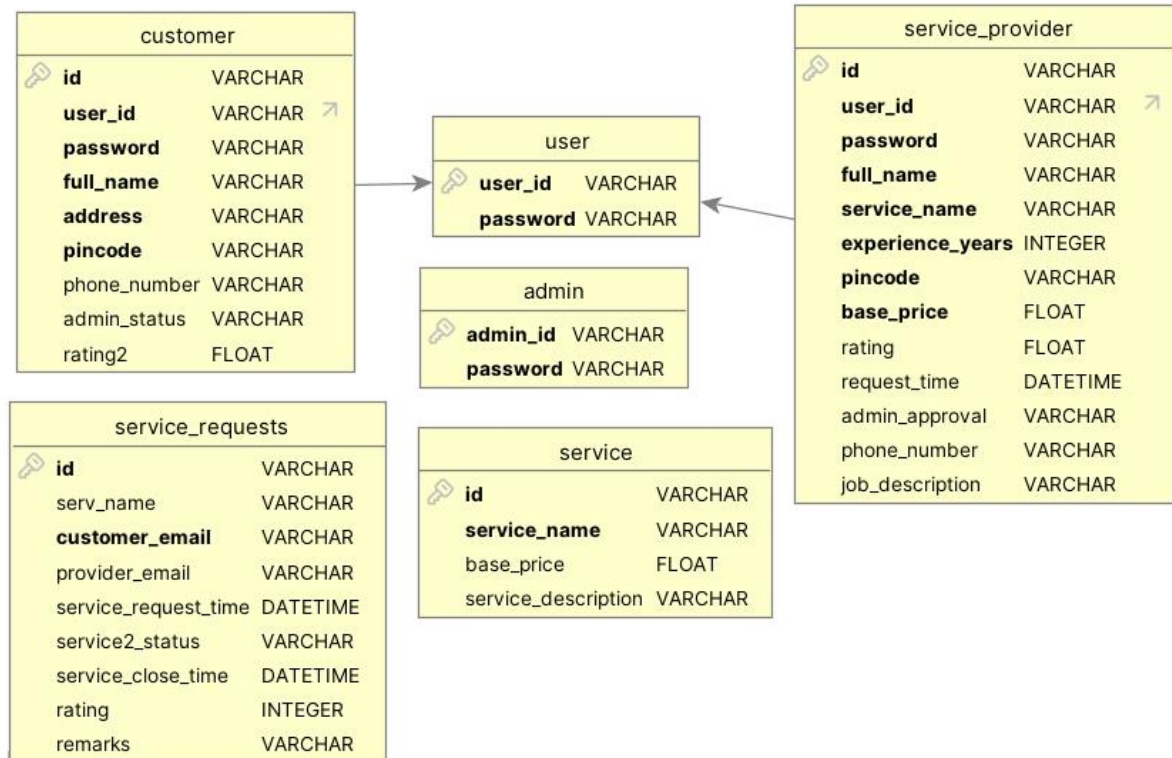 customer
id VARCHAR
user_id VARCHAR
password VARCHAR
full_name VARCHAR
address VARCHAR
pincode VARCHAR
phone_number VARCHAR
admin_status VARCHAR
rating2 FLOAT
user
user_id VARCHAR
password VARCHAR
service_provider
id VARCHAR
user_id VARCHAR
password VARCHAR
full_name VARCHAR
service_name VARCHAR
experience_years INTEGER
pincode VARCHAR
base_price FLOAT
rating FLOAT
request_time DATETIME
admin_approval VARCHAR
phone_number VARCHAR
job_description VARCHAR
admin
admin_id VARCHAR
password VARCHAR
service_requests
id VARCHAR
serv_name VARCHAR
customer_email VARCHAR
provider_email VARCHAR
service_request_time DATETIME
service2_status VARCHAR
service_close_time DATETIME
rating INTEGER
remarks VARCHAR
service
id VARCHAR
service_name VARCHAR
base_price FLOAT
service_description VARCHAR